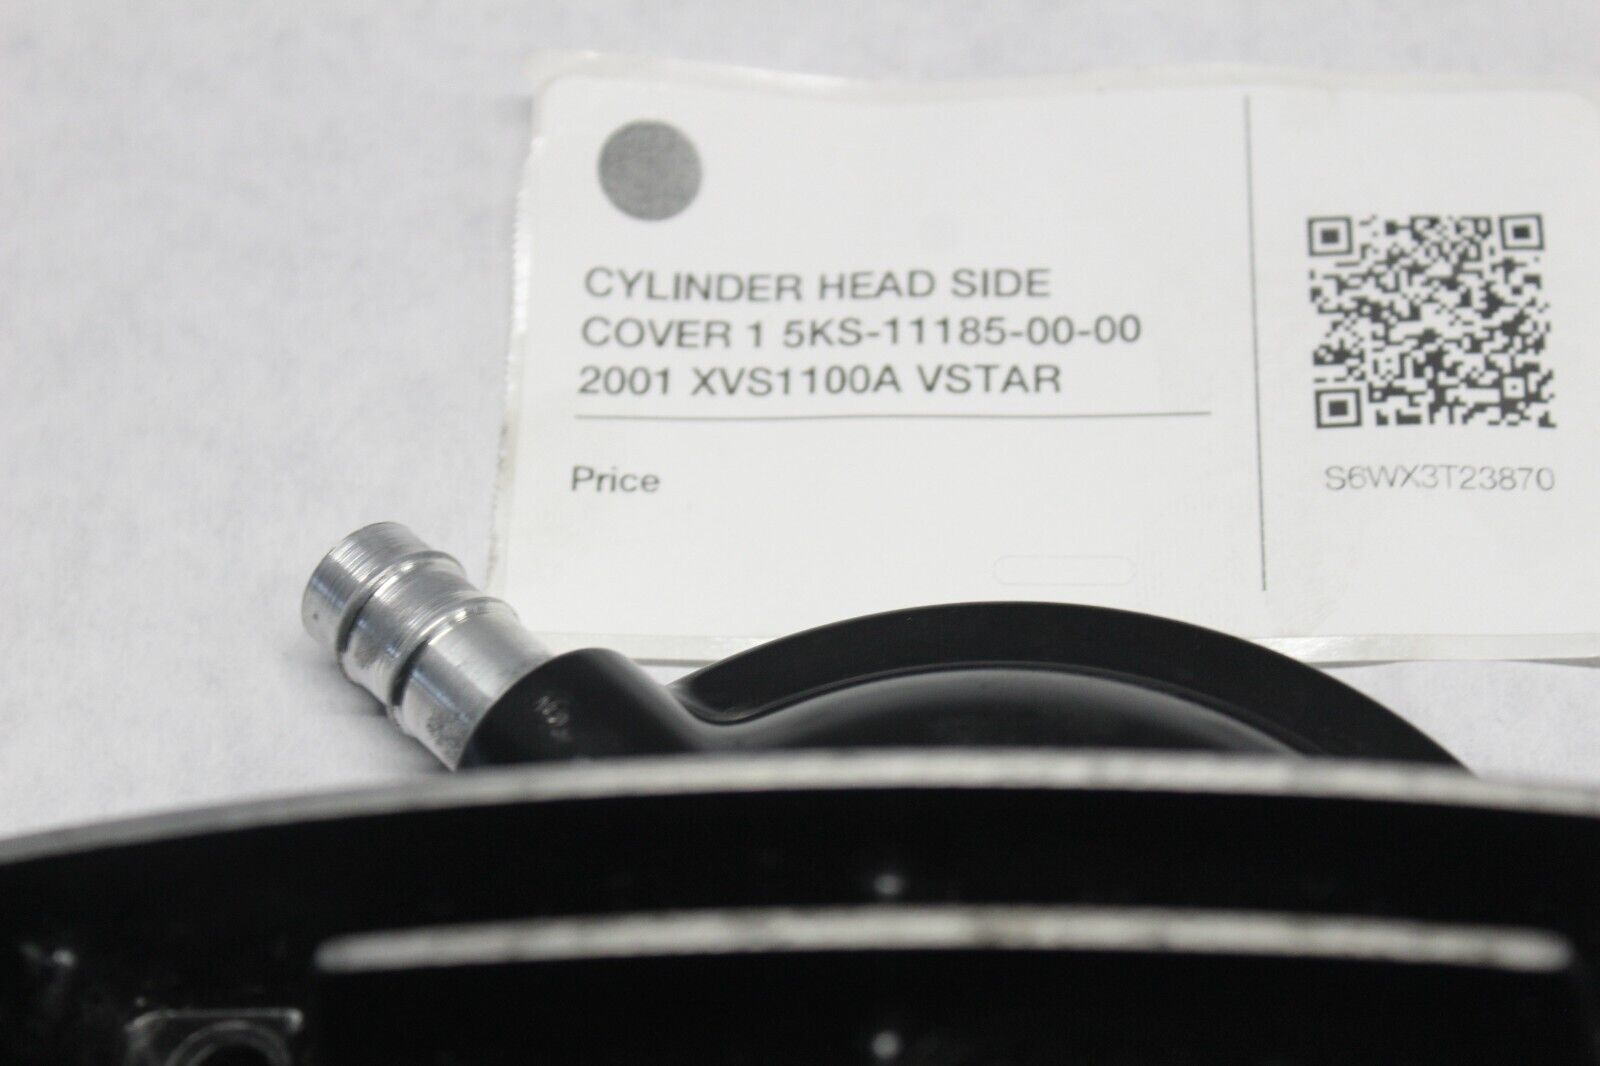 CYLINDER HEAD SIDE
COVER 1 5KS-11185-00-00
2001 XVS1100A VSTAR
Price
S6WX3T23870